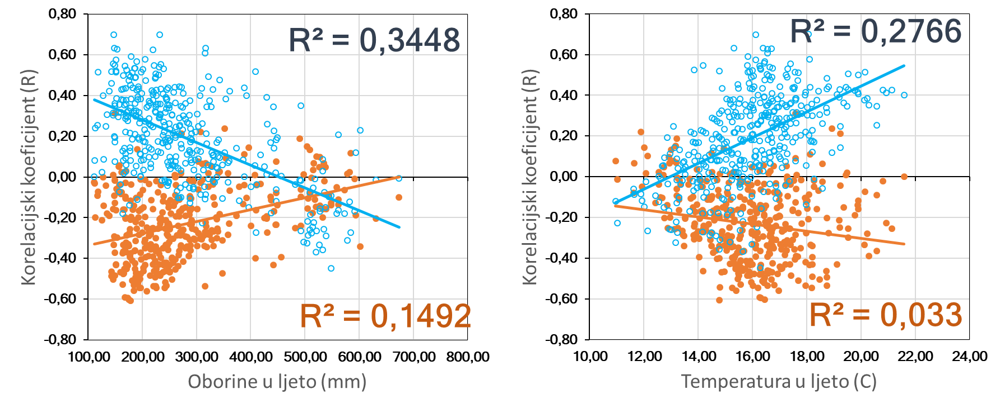 0,80
0,60
0,40
0,20
0,00
-0,20
-0,40
-0,60
-0,80
Korelacijski koeficijent (R)
R² = 0,3448
R² = 0,1492
100,00 200,00 300,00 400,00 500,00 600,00 700,00 800,00
Oborine u ljeto (mm)
0,80
0,60
0,40
0,20
0,00
-0,20
-0,40
-0,60
-0,80
Korelacijski koeficijent (R)
R² = 0,2766
R² = 0,033
10,00 12,00 14,00 16,00 18,00 20,00 22,00 24,00
Temperatura u ljeto (C)